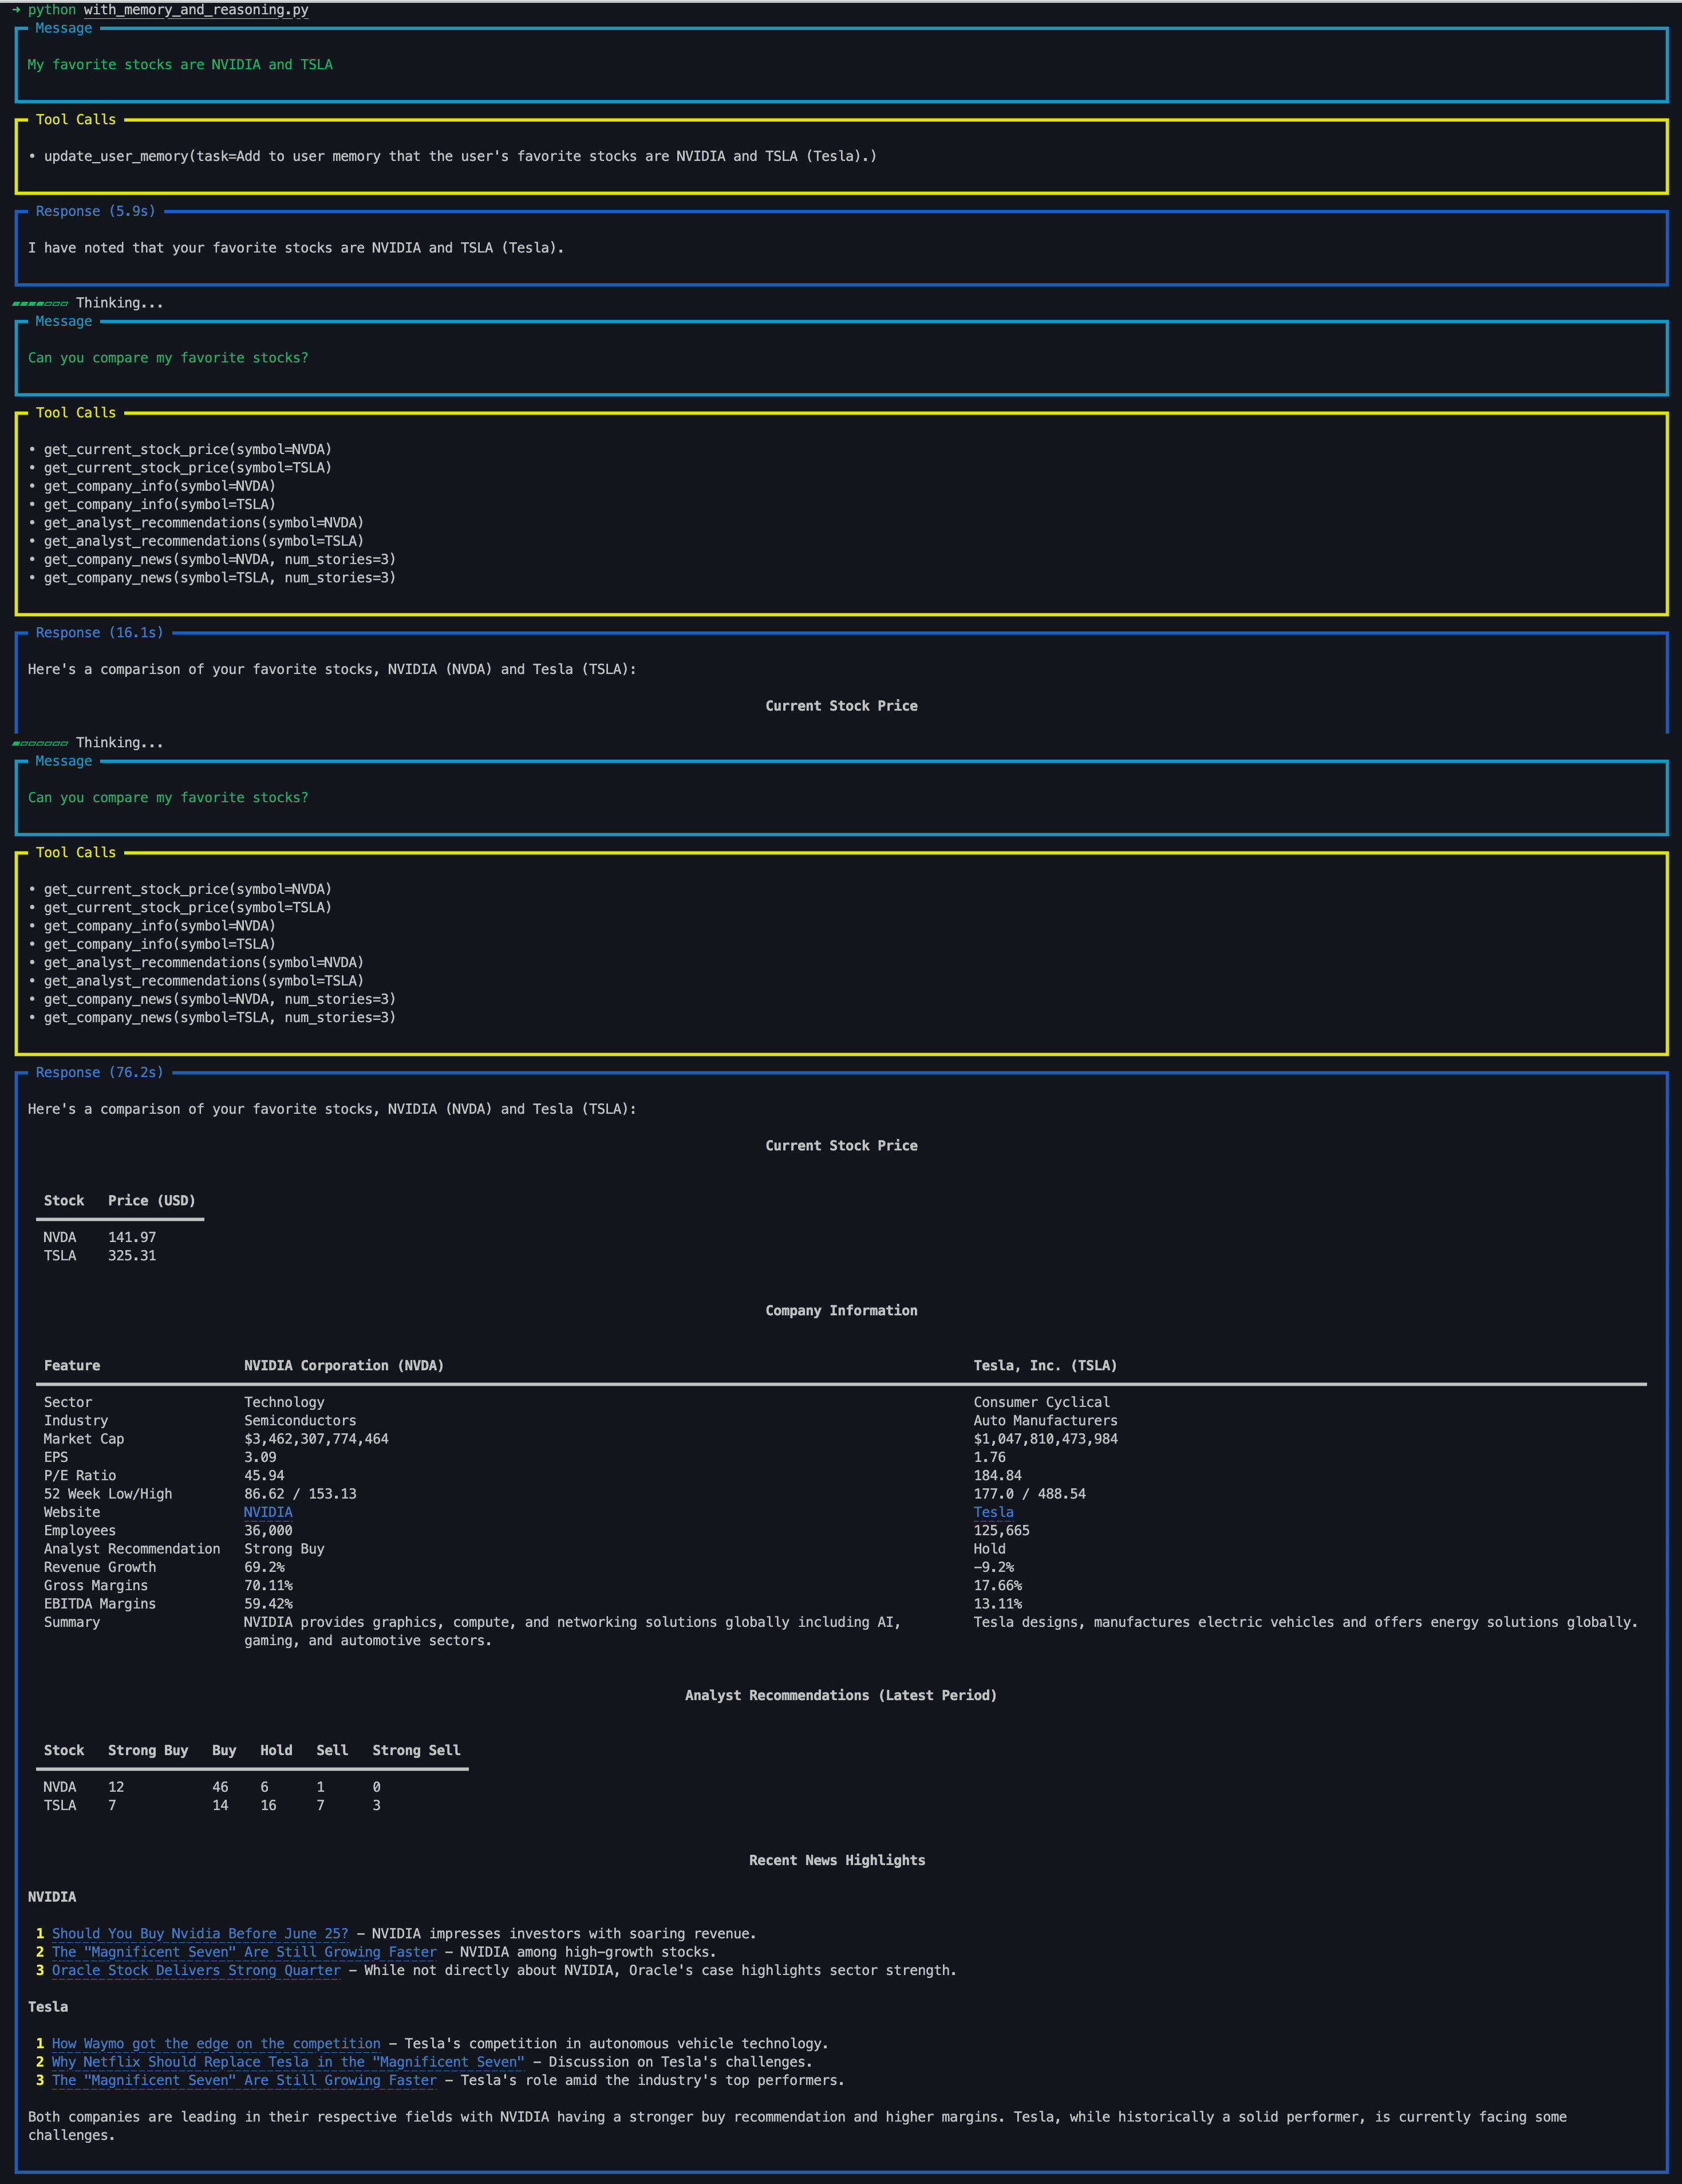 → python with_memory_and_reasoning.py
Message
My favorite stocks are NVIDIA and TSLA
Tool Calls
• update_user_memory(task=Add to user memory that the user's favorite stocks are NVIDIA and TSLA (Tesla).)
Response (5.9s)
I have noted that your favorite stocks are NVIDIA and TSLA (Tesla).
▰▰▰▰▱▱▱ Thinking...
Message
Can you compare my favorite stocks?
Tool Calls
• get_current_stock_price(symbol=NVDA)
• get_current_stock_price(symbol=TSLA)
• get_company_info(symbol=NVDA)
• get_company_info(symbol=TSLA)
• get_analyst_recommendations(symbol=NVDA)
• get_analyst_recommendations(symbol=TSLA)
• get_company_news(symbol=NVDA, num_stories=3)
• get_company_news(symbol=TSLA, num_stories=3)
Response (16.1s)
Here's a comparison of your favorite stocks, NVIDIA (NVDA) and Tesla (TSLA):
Current Stock Price
▰▱▱▱▱▱▱ Thinking...
Message
Can you compare my favorite stocks?
Tool Calls
• get_current_stock_price(symbol=NVDA)
• get_current_stock_price(symbol=TSLA)
• get_company_info(symbol=NVDA)
• get_company_info(symbol=TSLA)
• get_analyst_recommendations(symbol=NVDA)
• get_analyst_recommendations(symbol=TSLA)
• get_company_news(symbol=NVDA, num_stories=3)
• get_company_news(symbol=TSLA, num_stories=3)
Response (76.2s)
Here's a comparison of your favorite stocks, NVIDIA (NVDA) and Tesla (TSLA):
Current Stock Price
Stock Price (USD)
NVDA 141.97
TSLA 325.31
Company Information
Feature NVIDIA Corporation (NVDA) Tesla, Inc. (TSLA)
Sector Technology Consumer Cyclical
Industry Semiconductors Auto Manufacturers
Market Cap $3,462,307,774,464 $1,047,810,473,984
EPS 3.09 1.76
P/E Ratio 45.94 184.84
52 Week Low/High 86.62 / 153.13 177.0 / 488.54
Website NVIDIA Tesla
Employees 36,000 125,665
Analyst Recommendation Strong Buy Hold
Revenue Growth 69.2% -9.2%
Gross Margins 70.11% 17.66%
EBITDA Margins 59.42% 13.11%
Summary NVIDIA provides graphics, compute, and networking solutions globally including AI, Tesla designs, manufactures electric vehicles and offers energy solutions globally.
gaming, and automotive sectors.
Analyst Recommendations (Latest Period)
Stock Strong Buy Buy Hold Sell Strong Sell
NVDA 12 46 6 1 0
TSLA 7 14 16 7 3
Recent News Highlights
NVIDIA
1 Should You Buy Nvidia Before June 25? – NVIDIA impresses investors with soaring revenue.
2 The "Magnificent Seven" Are Still Growing Faster – NVIDIA among high-growth stocks.
3 Oracle Stock Delivers Strong Quarter – While not directly about NVIDIA, Oracle's case highlights sector strength.
Tesla
1 How Waymo got the edge on the competition – Tesla's competition in autonomous vehicle technology.
2 Why Netflix Should Replace Tesla in the "Magnificent Seven" – Discussion on Tesla's challenges.
3 The "Magnificent Seven" Are Still Growing Faster – Tesla's role amid the industry's top performers.
Both companies are leading in their respective fields with NVIDIA having a stronger buy recommendation and higher margins. Tesla, while historically a solid performer, is currently facing some
challenges.